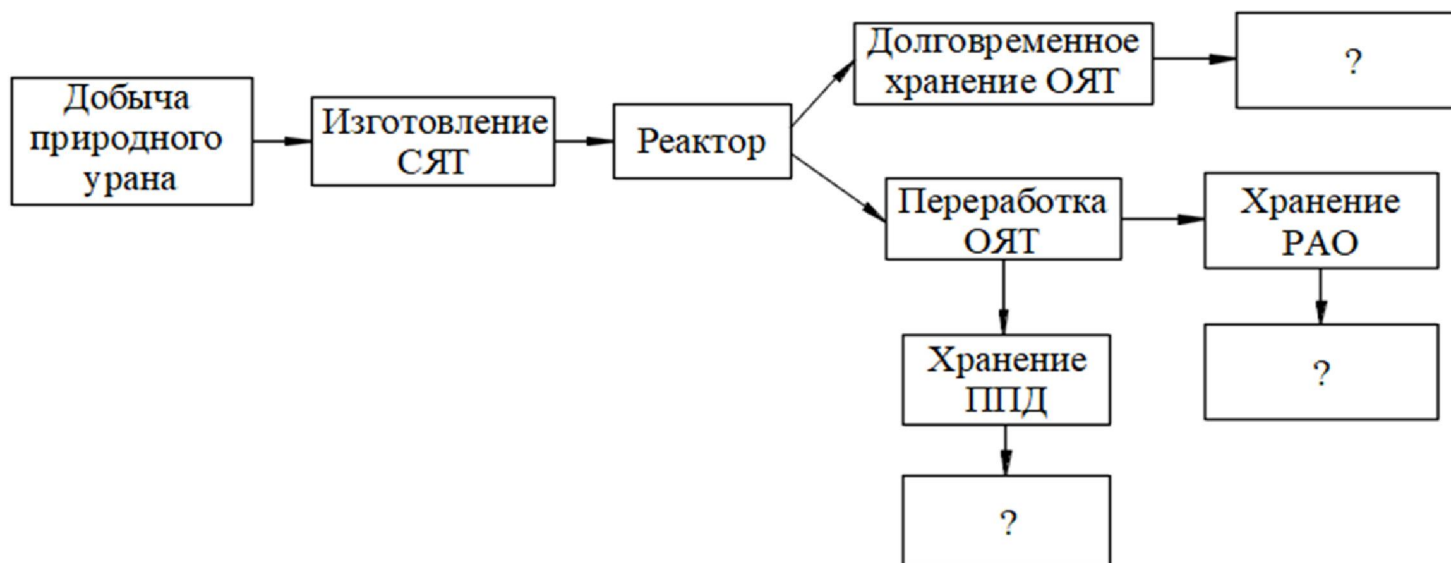 Добыча
природного
урана
Изготовление
СЯТ
Реактор
Долговременное
хранение ОЯТ
?
Переработка
ОЯТ
Хранение
РАО
?
Хранение
ППД
?